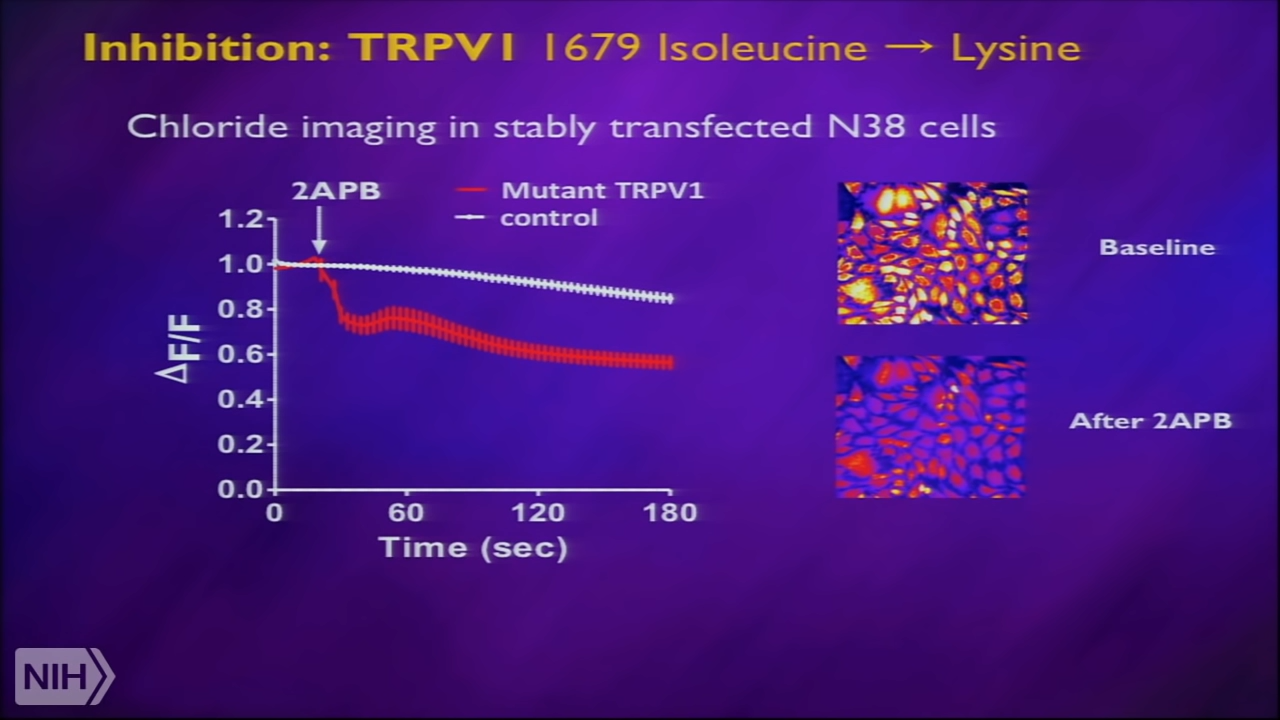 Inhibition: TRPV1 1679 Isoleucine → Lysine
Chloride imaging in stably transfected N38 cells
2APB
Mutant TRPV1
control
1.2
1.0
0.8
0.6
0.4
0.2
0.0
ΔF/F
0 60 120 180
Time (sec)
Baseline
After 2APB
NIH